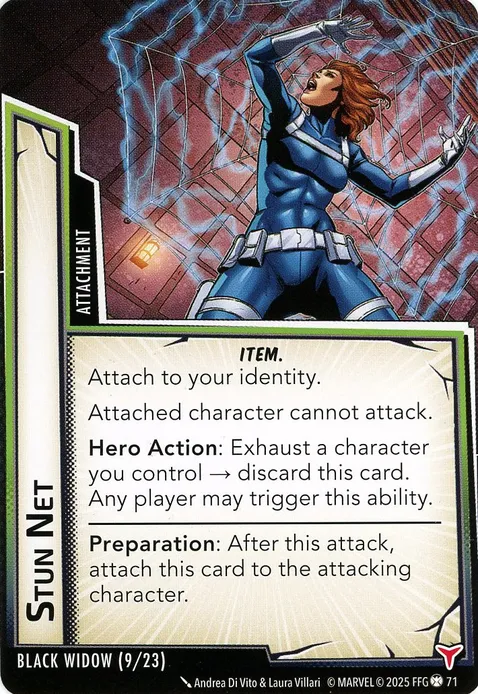 ATTACHMENT
STUN NET
ITEM.
Attach to your identity.
Attached character cannot attack.
Hero Action: Exhaust a character
you control → discard this card.
Any player may trigger this ability.
Preparation: After this attack,
attach this card to the attacking
character.
BLACK WIDOW (9/23)
Andrea Di Vito & Laura Villari © MARVEL © 2025 FFG 71